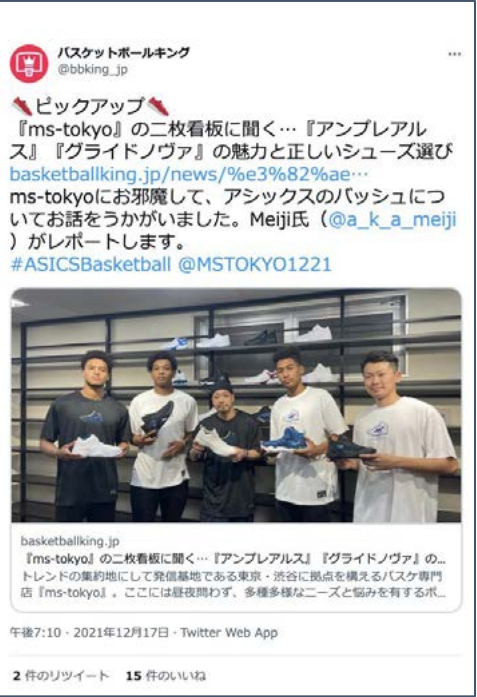 バスケットボールキング
@bbking_jp
ピックアップ
『ms-tokyo』の二枚看板に聞く…『アンプレアル
ス』『グライドノヴァ』の魅力と正しいシューズ選び
basketballking.jp/news/%e3%82%ae…
ms-tokyoにお邪魔して、アシックスのバッシュにつ
いてお話をうかがいました。Meiji氏（@a_k_a_meiji
）がレポートします。
#ASICSBasketball @MSTOKYO1221
basketballking.jp
『ms-tokyo』の二枚看板に聞く…『アンプレアルス』『グライドノヴァ』の...
トレンドの集約地にして発信基地である東京・渋谷に拠点を構えるバスケ専門
店『ms-tokyo』。ここには昼夜問わず、多種多様なニーズと悩みを有するボ...
午後7:10 · 2021年12月17日 · Twitter Web App
2 件のリツイート 15 件のいいね